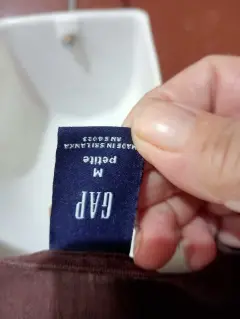 GAP
M
petite
MADE IN SRI LANKA
RN 54023